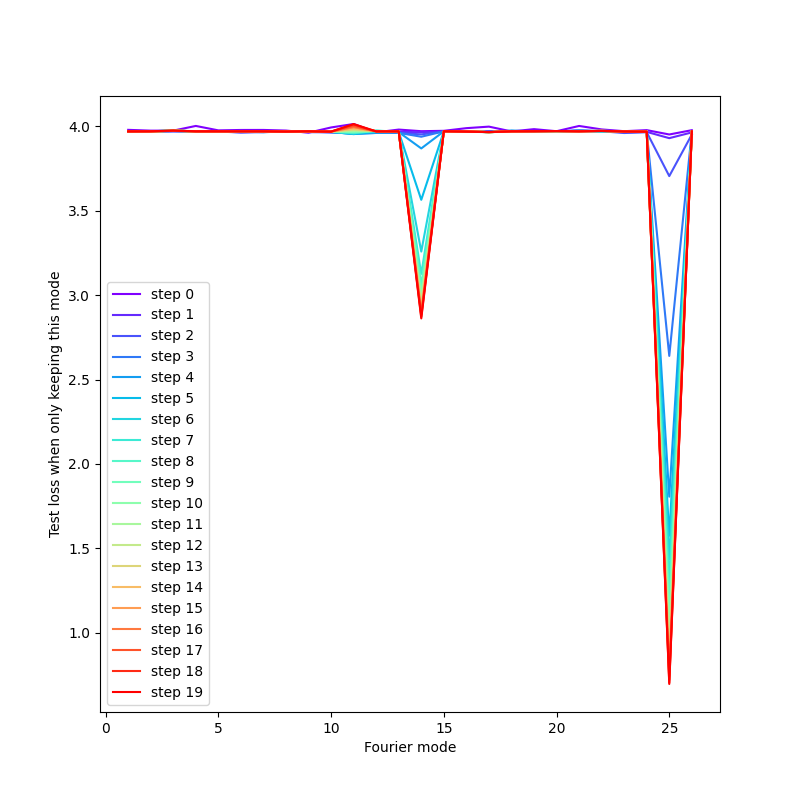 4.0
3.5
3.0
2.5
2.0
1.5
1.0
Test loss when only keeping this mode
step 0
step 1
step 2
step 3
step 4
step 5
step 6
step 7
step 8
step 9
step 10
step 11
step 12
step 13
step 14
step 15
step 16
step 17
step 18
step 19
0 5 10 15 20 25
Fourier mode